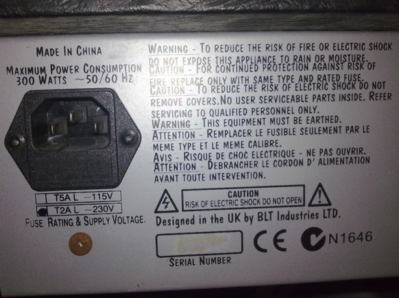 MADE IN CHINA
MAXIMUM POWER CONSUMPTION
300 WATTS ~50/60 HZ
T5A L ~115V
T2A L ~230V
FUSE RATING & SUPPLY VOLTAGE.
WARNING - TO REDUCE THE RISK OF FIRE OR ELECTRIC SHOCK
DO NOT EXPOSE THIS APPLIANCE TO RAIN OR MOISTURE.
CAUTION - FOR CONTINUED PROTECTION AGAINST RISK OF
FIRE REPLACE ONLY WITH SAME TYPE AND RATED FUSE.
CAUTION - TO REDUCE THE RISK OF ELECTRIC SHOCK DO NOT
REMOVE COVERS.NO USER SERVICEABLE PARTS INSIDE. REFER
SERVICING TO QUALIFIED PERSONNEL ONLY.
WARNING - THIS EQUIPMENT MUST BE EARTHED.
ATTENTION - REMPLACER LE FUSIBLE SEULEMENT PAR LE
MEME TYPE ET LE MEME CALIBRE.
AVIS - RISQUE DE CHOC ELECTRIQUE - NE PAS OUVRIR.
ATTENTION - DEBRANCHER LE CORDON D' ALIMENTATION
AVANT TOUTE INTERVENTION.
CAUTION
RISK OF ELECTRIC SHOCK DO NOT OPEN
Designed in the UK by BLT Industries LTD.
SERIAL NUMBER
CE
N1646